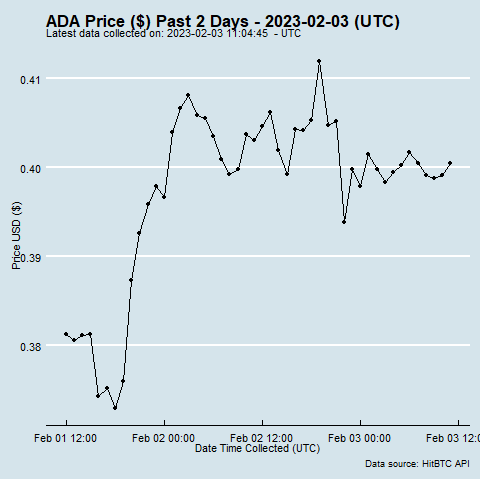 ADA Price ($) Past 2 Days - 2023-02-03 (UTC)
Latest data collected on: 2023-02-03 11:04:45 - UTC
0.41
0.40
0.39
0.38
Price USD ($)
Feb 01 12:00 Feb 02 00:00 Feb 02 12:00 Feb 03 00:00 Feb 03 12:00
Date Time Collected (UTC)
Data source: HitBTC API